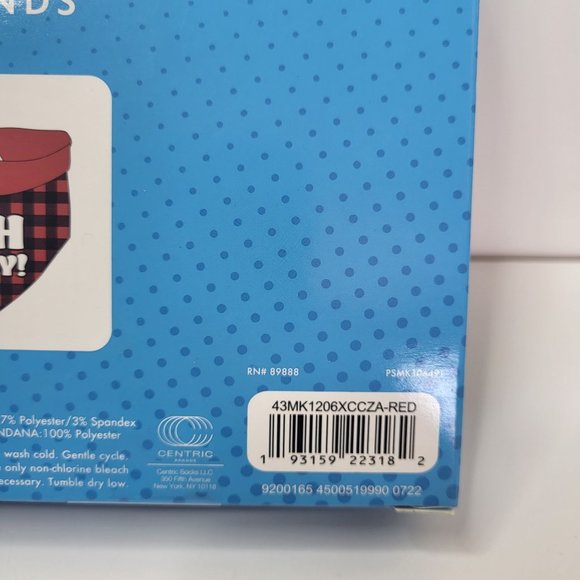 NDS
H
Y!
RN# 89888
7% Polyester/3% Spandex
NDANA: 100% Polyester
wash cold. Gentle cycle.
only non-chlorine bleach
ecessary. Tumble dry low.
CENTRIC
BRANDS
Centric Socks LLC
350 Fifth Avenue
New York, NY 10118
43MK1206XCCZA-RED
1 93159 22318 2
9200165 4500519990 0722